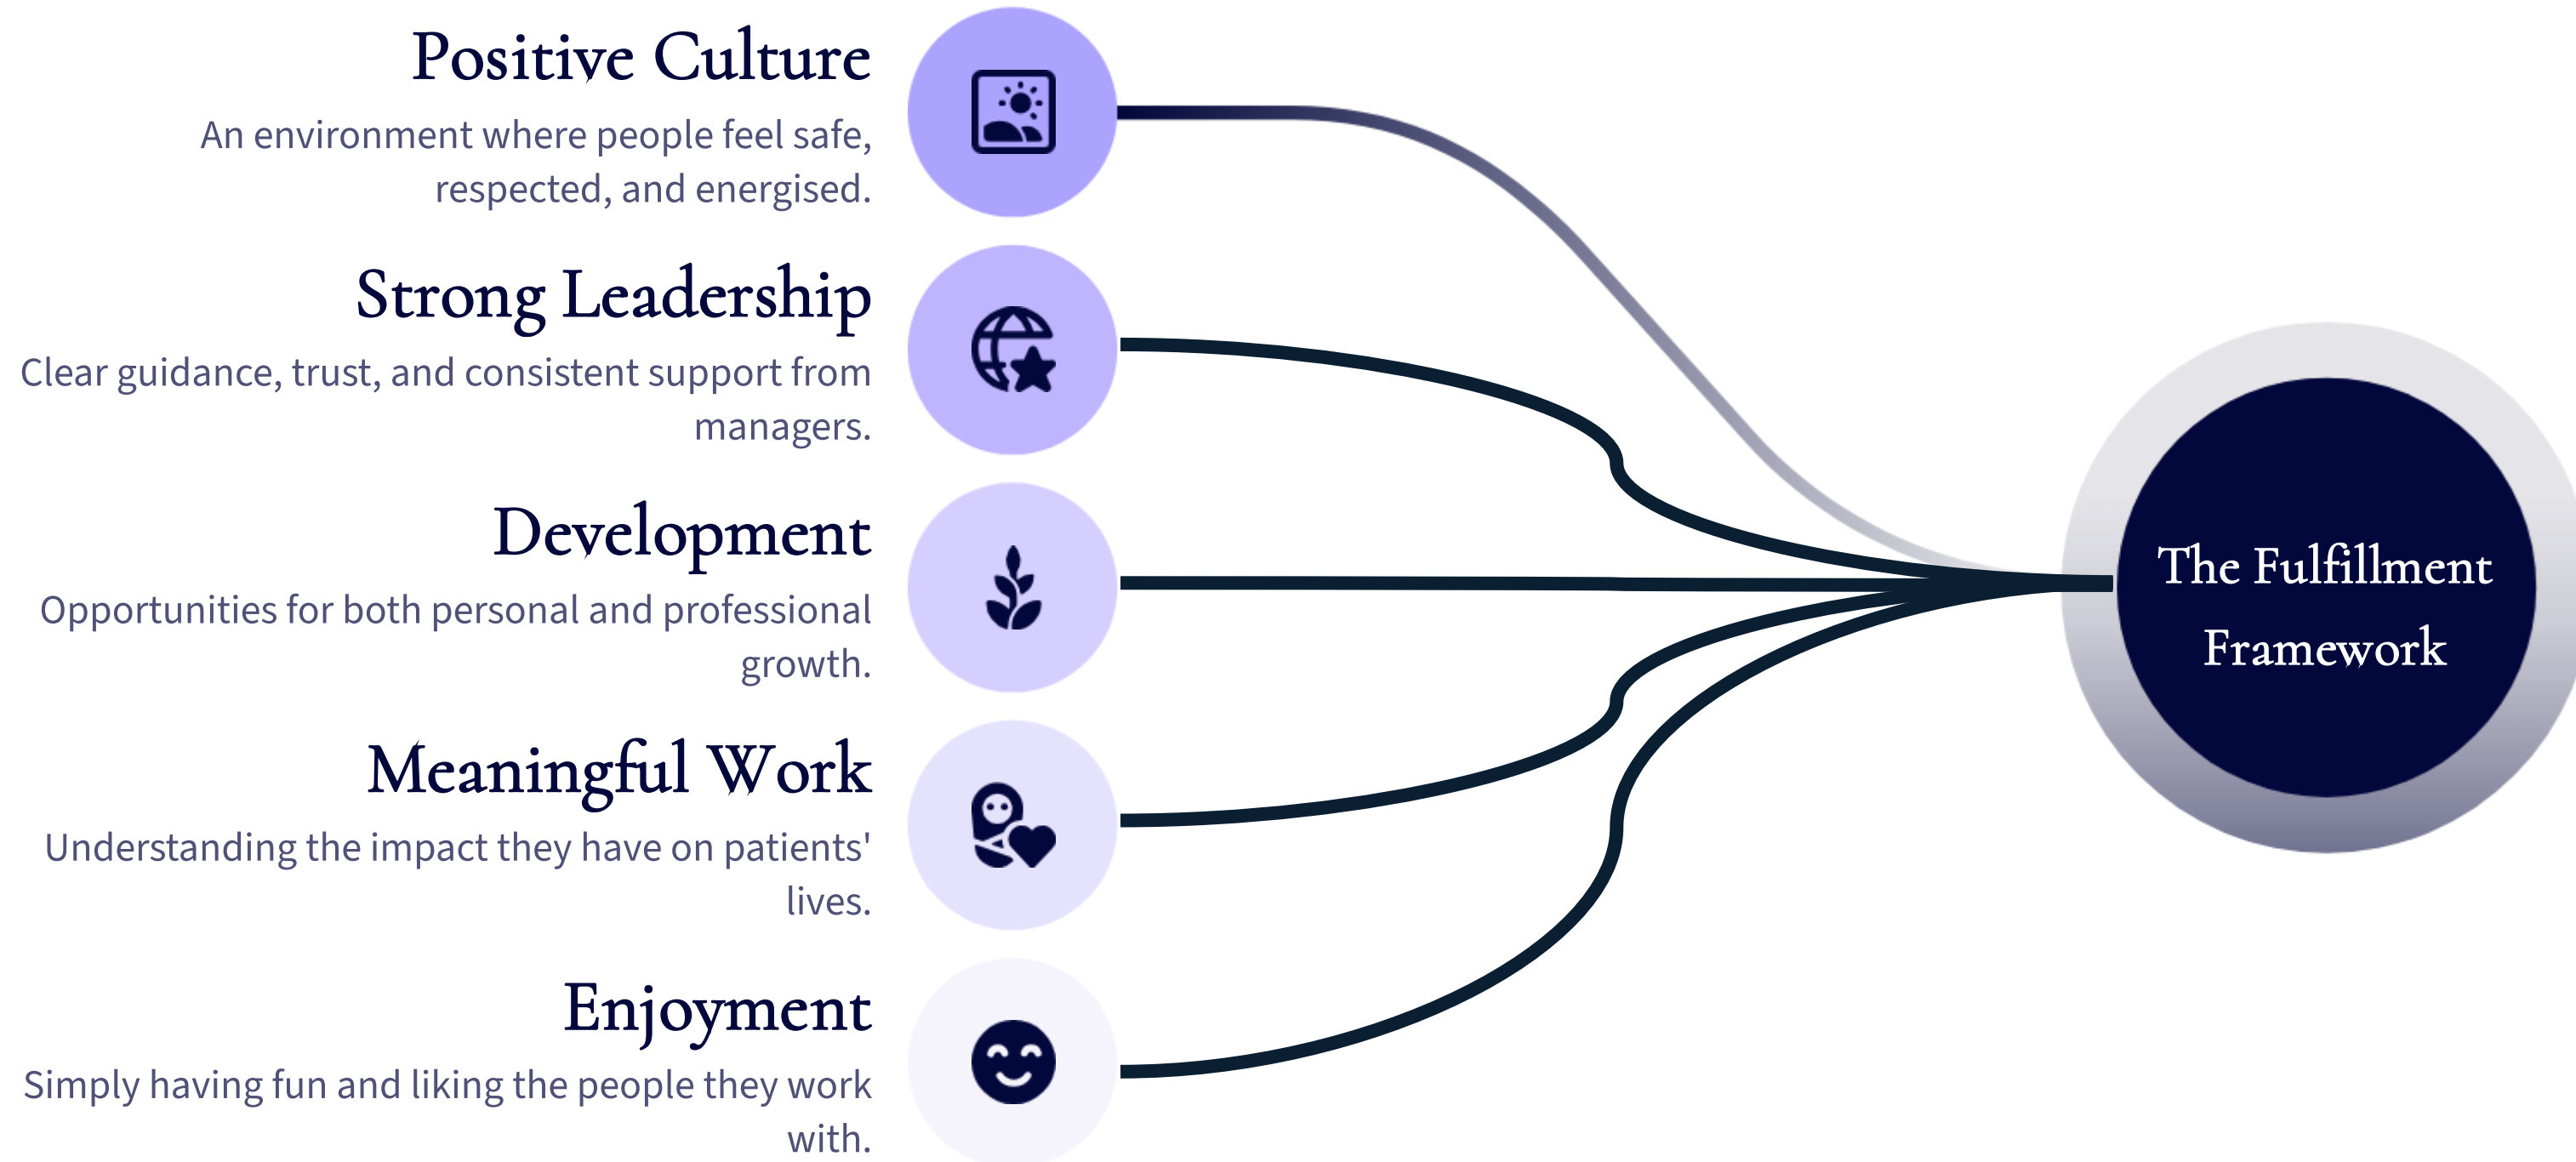 Positive Culture
An environment where people feel safe,
respected, and energised.
Strong Leadership
Clear guidance, trust, and consistent support from
managers.
Development
Opportunities for both personal and professional
growth.
Meaningful Work
Understanding the impact they have on patients'
lives.
Enjoyment
Simply having fun and liking the people they work
with.
The Fulfillment
Framework